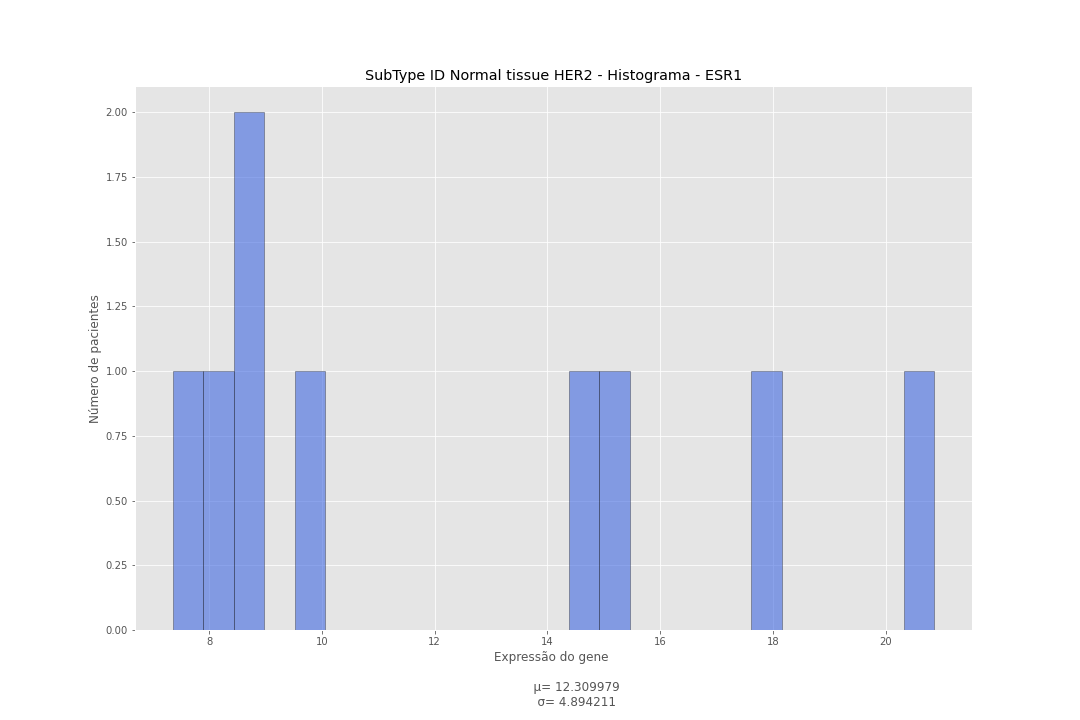 SubType ID Normal tissue HER2 - Histograma - ESR1
2.00
1.75
1.50
1.25
1.00
0.75
0.50
0.25
0.00
Número de pacientes
8 10 12 14 16 18 20
Expressão do gene
μ= 12.309979
σ= 4.894211